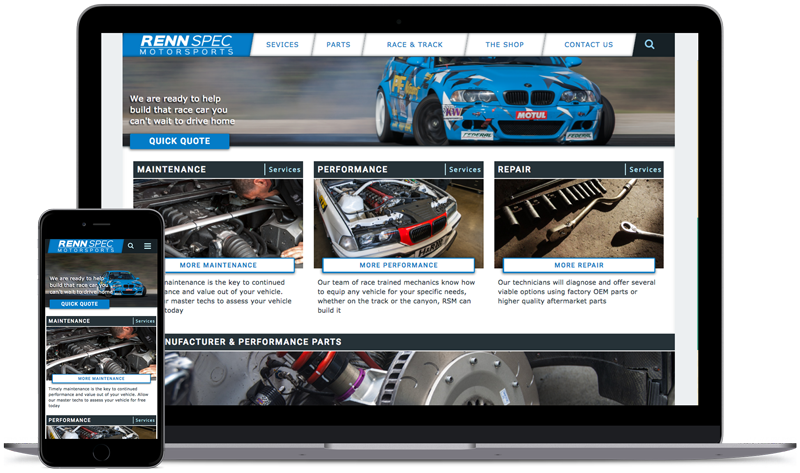 RENN SPEC
MOTORSPORTS
SEVICES
PARTS
RACE & TRACK
THE SHOP
CONTACT US
We are ready to help
build that race car you
can't wait to drive home
QUICK QUOTE
KW
MOTUL
FEDERAL
FEDERAL
MAINTENANCE
Services
PERFORMANCE
Services
REPAIR
Services
MORE MAINTENANCE
MORE PERFORMANCE
MORE REPAIR
maintenance is the key to continued
ance and value out of your vehicle.
r master techs to assess your vehicle
today
Our team of race trained mechanics know how
to equip any vehicle for your specific needs,
whether on the track or the canyon, RSM can
build it
Our technicians will diagnose and offer several
viable options using factory OEM parts or
higher quality aftermarket parts
NUFACTURER & PERFORMANCE PARTS
RENN SPEC
MOTORSPORTS
We are ready to help
build that race car you
can't wait to drive home
QUICK QUOTE
MAINTENANCE
Services
MORE MAINTENANCE
Timely maintenance is the key to continued
performance and value out of your vehicle. Allow
our master techs to assess your vehicle for free
today
PERFORMANCE
Services